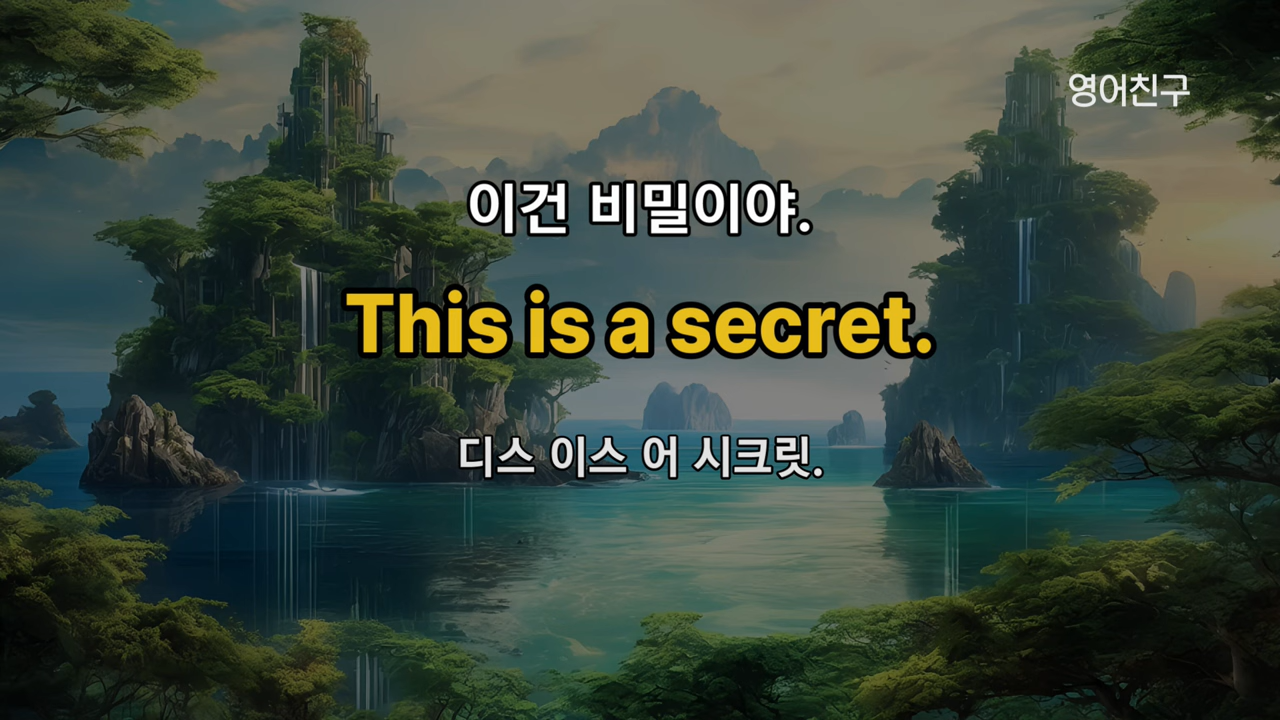 영어친구
이건 비밀이야.
This is a secret.
디스 이스 어 시크릿.